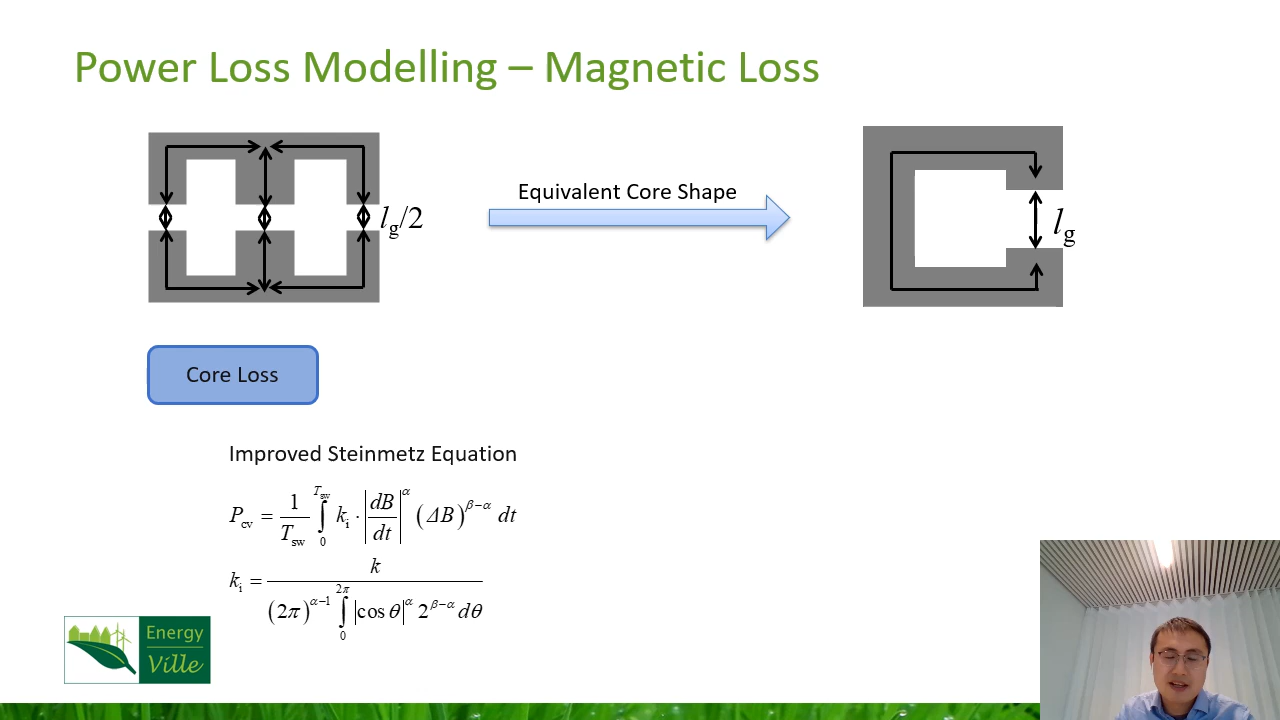 Power Loss Modelling – Magnetic Loss
l_g/2
Equivalent Core Shape
l_g
Core Loss
Improved Steinmetz Equation
P_cv = 1/T_sw ∫_0^{T_sw} k_i · |dB/dt|^α (ΔB)^{β−α} dt
k_i = k / ((2π)^{α−1} ∫_0^{2π} |cos θ|^α 2^{β−α} dθ)
Energy
Ville